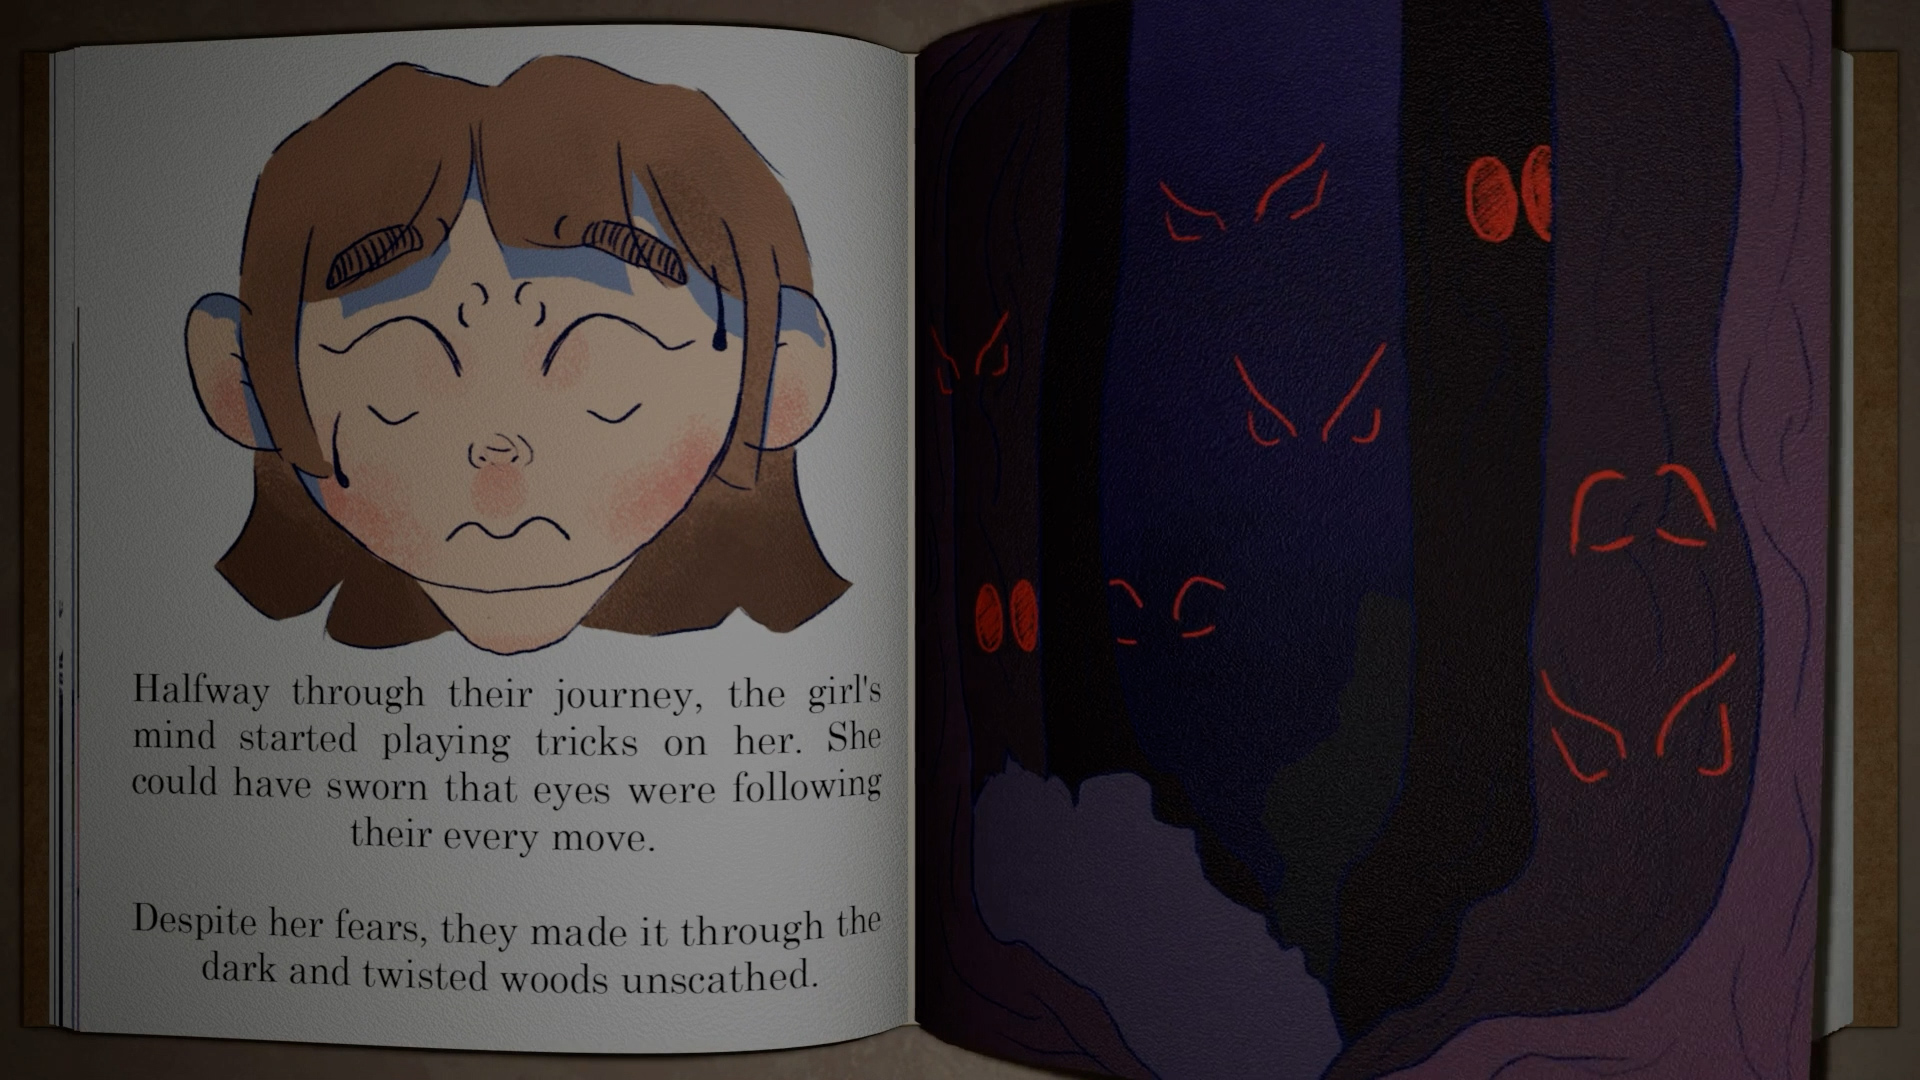 Halfway through their journey, the girl's
mind started playing tricks on her. She
could have sworn that eyes were following
their every move.
Despite her fears, they made it through the
dark and twisted woods unscathed.